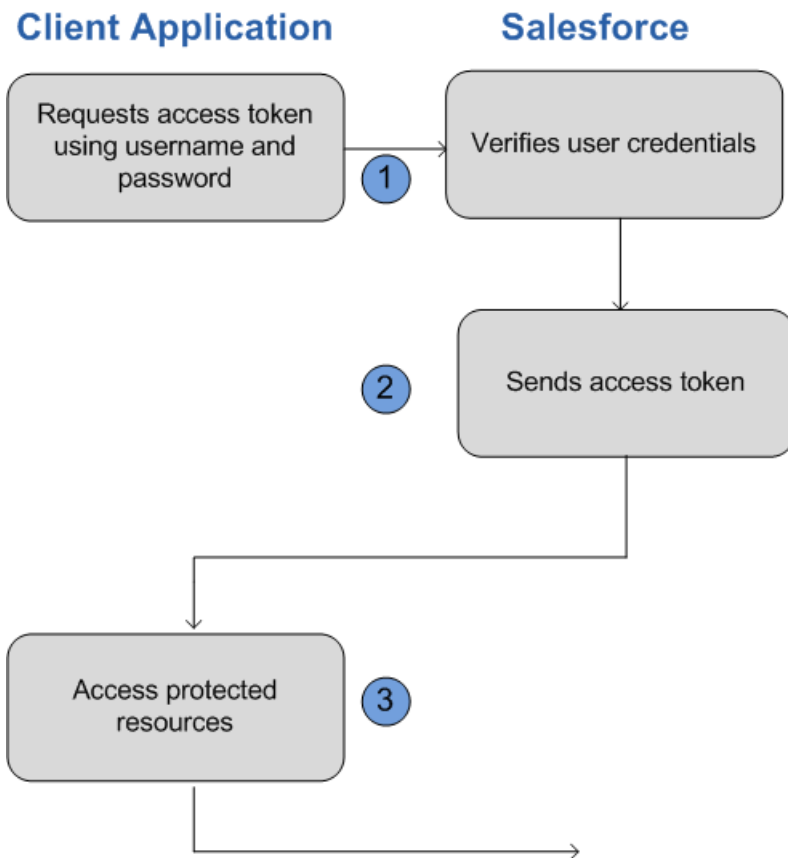 Client Application
Salesforce
Requests access token
using username and
password
1
Verifies user credentials
2
Sends access token
Access protected
resources
3